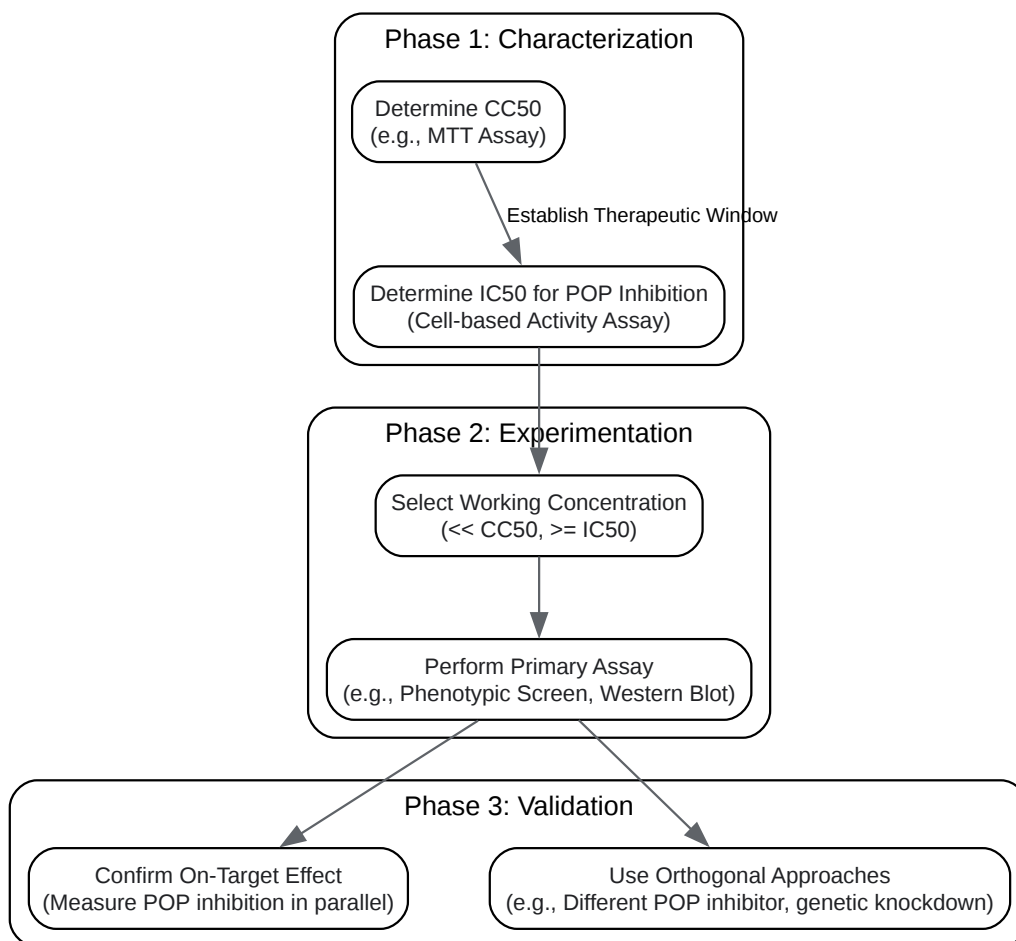 Phase 1: Characterization
Determine CC50
(e.g., MTT Assay)
Establish Therapeutic Window
Determine IC50 for POP Inhibition
(Cell-based Activity Assay)
Phase 2: Experimentation
Select Working Concentration
(<< CC50, >= IC50)
Perform Primary Assay
(e.g., Phenotypic Screen, Western Blot)
Phase 3: Validation
Confirm On-Target Effect
(Measure POP inhibition in parallel)
Use Orthogonal Approaches
(e.g., Different POP inhibitor, genetic knockdown)